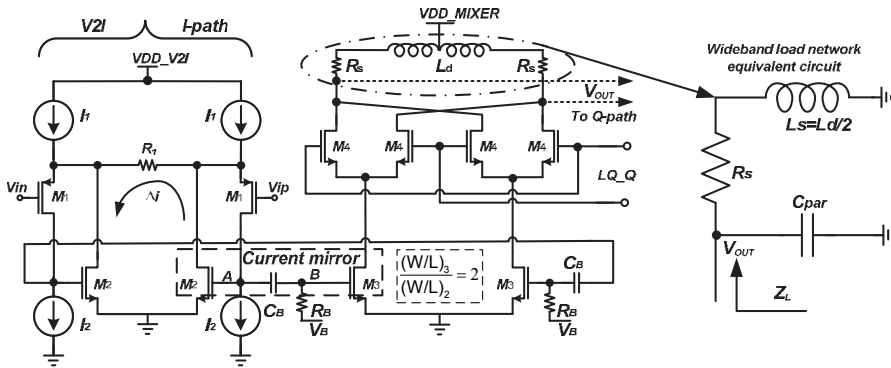 V2I
I-path
VDD_V2I
I1
I1
R1
Vin
M1
Δi
M1
Vip
M2
Current mirror
M2
A
B
I2
I2
CB
RB
VB
M3
(W/L)3
(W/L)2
=2
M3
CB
RB
VB
VDD_MIXER
Rs
Ld
Rs
VOUT
To Q-path
M4
M4
M4
M4
LQ_Q
Wideband load network
equivalent circuit
Ls=Ld/2
Rs
Cpar
VOUT
ZL